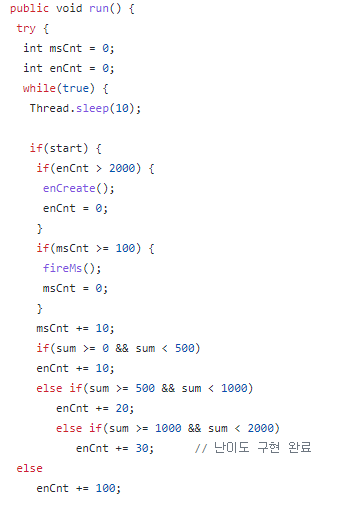 public void run() {
try {
int msCnt = 0;
int enCnt = 0;
while(true) {
Thread.sleep(10);
if(start) {
if(enCnt > 2000) {
enCreate();
enCnt = 0;
}
if(msCnt >= 100) {
fireMs();
msCnt = 0;
}
msCnt += 10;
if(sum >= 0 && sum < 500)
enCnt += 10;
else if(sum >= 500 && sum < 1000)
enCnt += 20;
else if(sum >= 1000 && sum < 2000)
enCnt += 30; // 난이도 구현 완료
else
enCnt += 100;